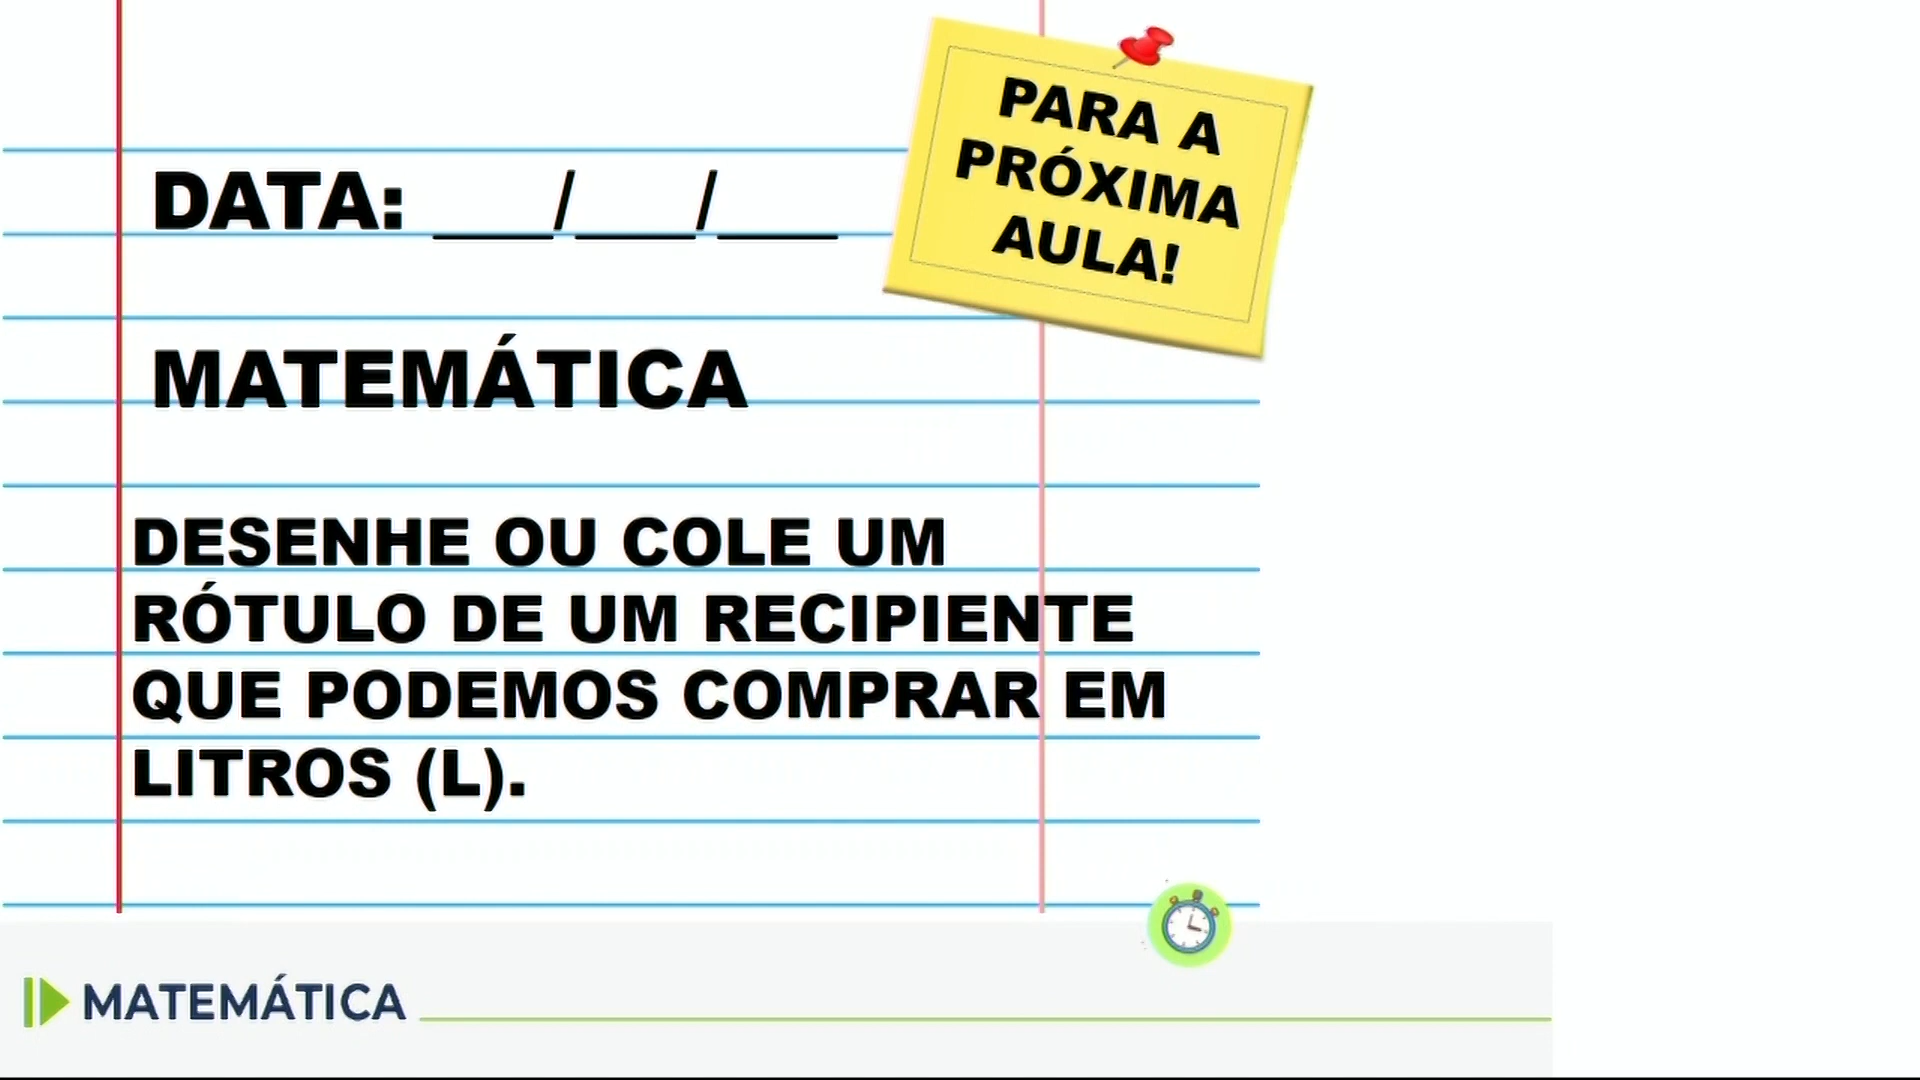 PARA A
PRÓXIMA
AULA!
DATA: ___/___/___
MATEMÁTICA
DESENHE OU COLE UM
RÓTULO DE UM RECIPIENTE
QUE PODEMOS COMPRAR EM
LITROS (L).
MATEMÁTICA